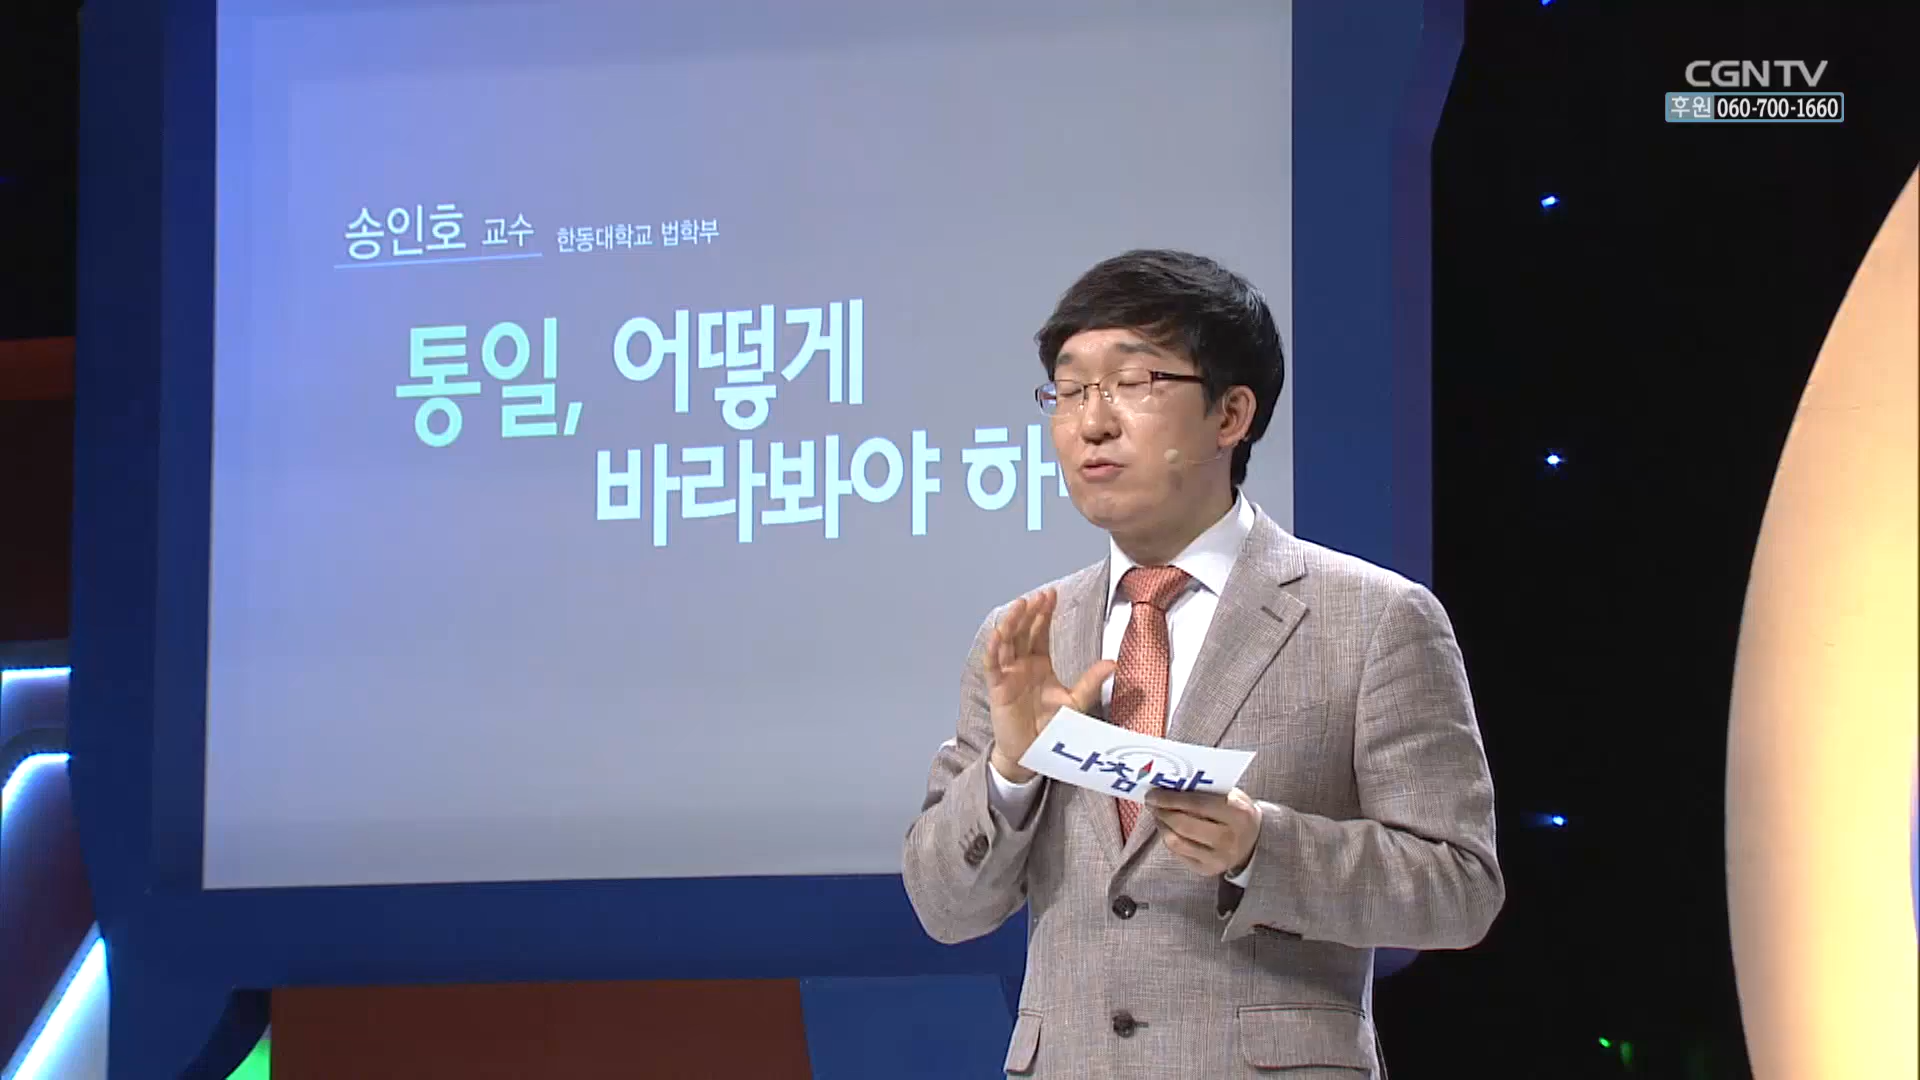 CGNTV
후원 060-700-1660
송인호 교수 한동대학교 법학부
통일, 어떻게
바라봐야 하
나침반